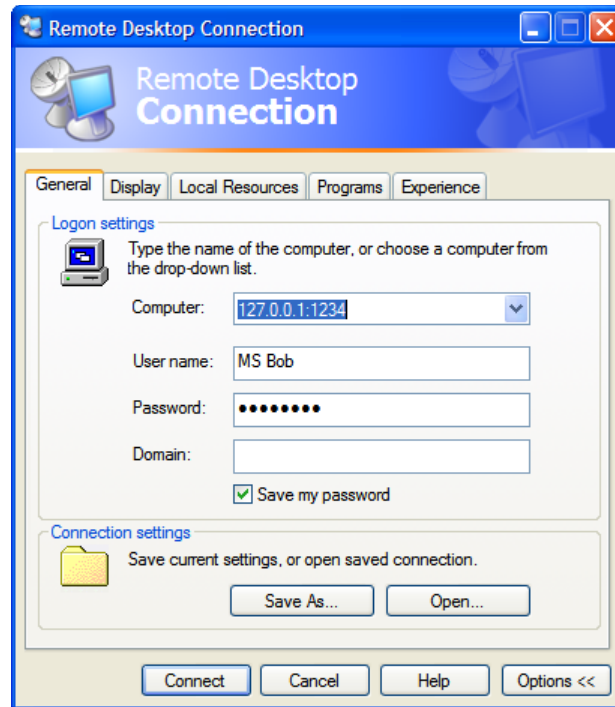 Remote Desktop Connection
Remote Desktop
Connection
General Display Local Resources Programs Experience
Logon settings
Type the name of the computer, or choose a computer from
the drop-down list.
Computer: 127.0.0.1:1234
User name: MS Bob
Password: ●●●●●●●●
Domain:
Save my password
Connection settings
Save current settings, or open saved connection.
Save As... Open...
Connect Cancel Help Options <<